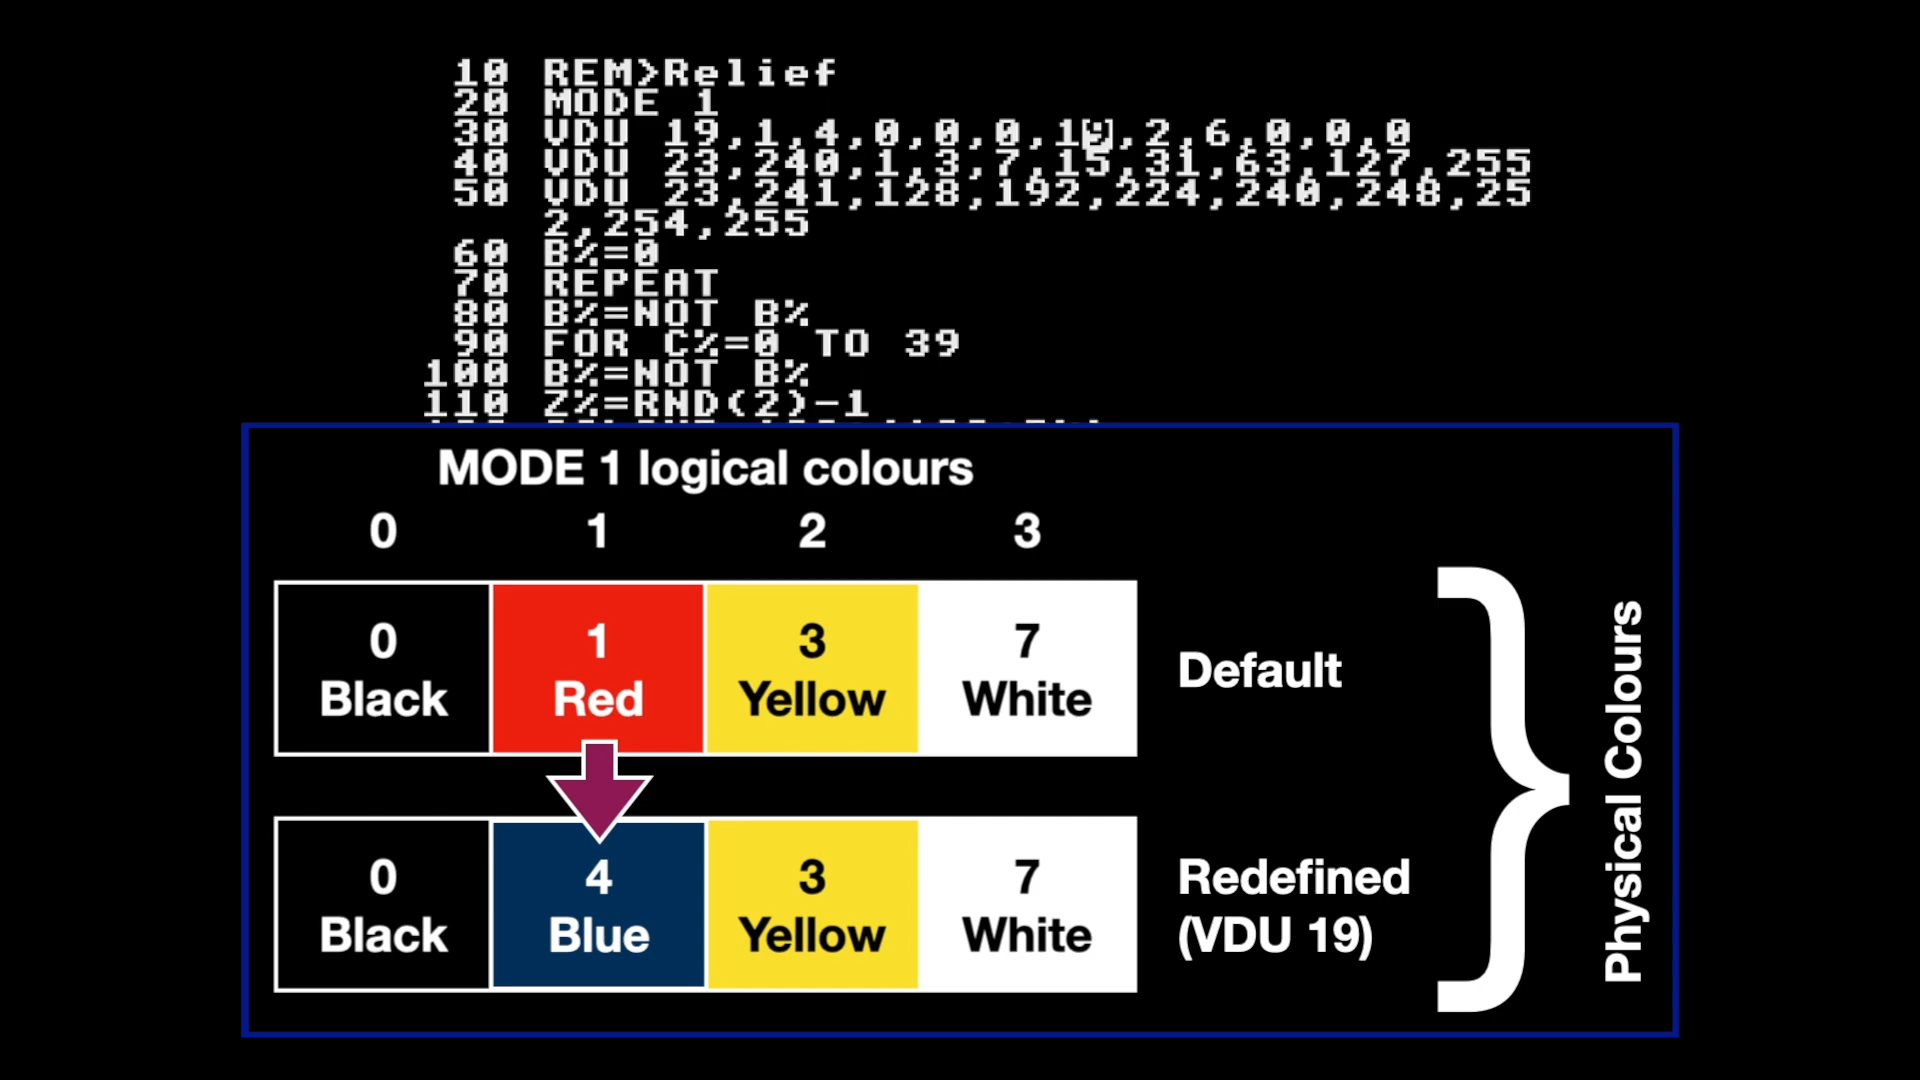 10 REM>Relief
20 MODE 1
30 VDU 19,1,4,0,0,0,19,2,6,0,0,0
40 VDU 23,240,1,3,7,15,31,63,127,255
50 VDU 23,241,128,192,224,240,248,25
2,254,255
60 B%=0
70 REPEAT
80 B%=NOT B%
90 FOR C%=0 TO 39
100 B%=NOT B%
110 Z%=RND(2)-1
MODE 1 logical colours
0 1 2 3
0 1 3 7
Black Red Yellow White
Default
0 4 3 7
Black Blue Yellow White
Redefined
(VDU 19)
Physical Colours